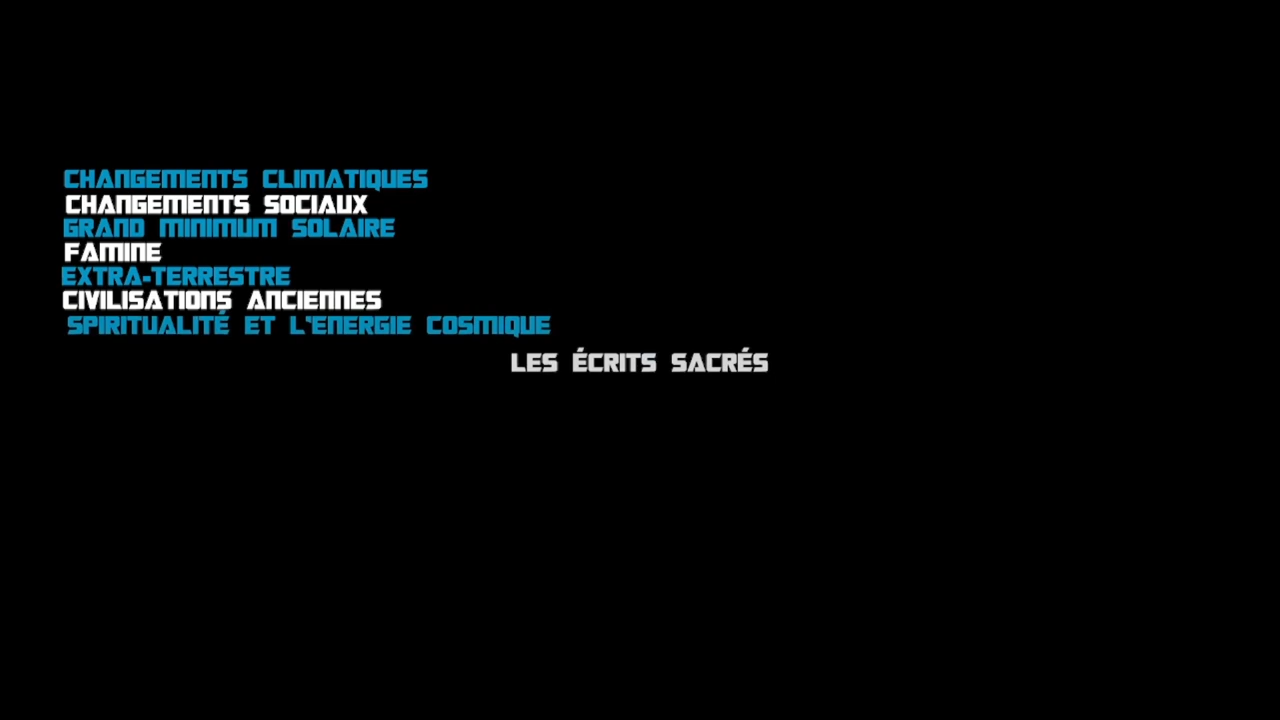 CHANGEMENTS CLIMATIQUES
CHANGEMENTS SOCIAUX
GRAND MINIMUM SOLAIRE
FAMINE
EXTRA-TERRESTRE
CIVILISATIONS ANCIENNES
SPIRITUALITÉ ET L'ENERGIE COSMIQUE
LES ÉCRITS SACRÉS